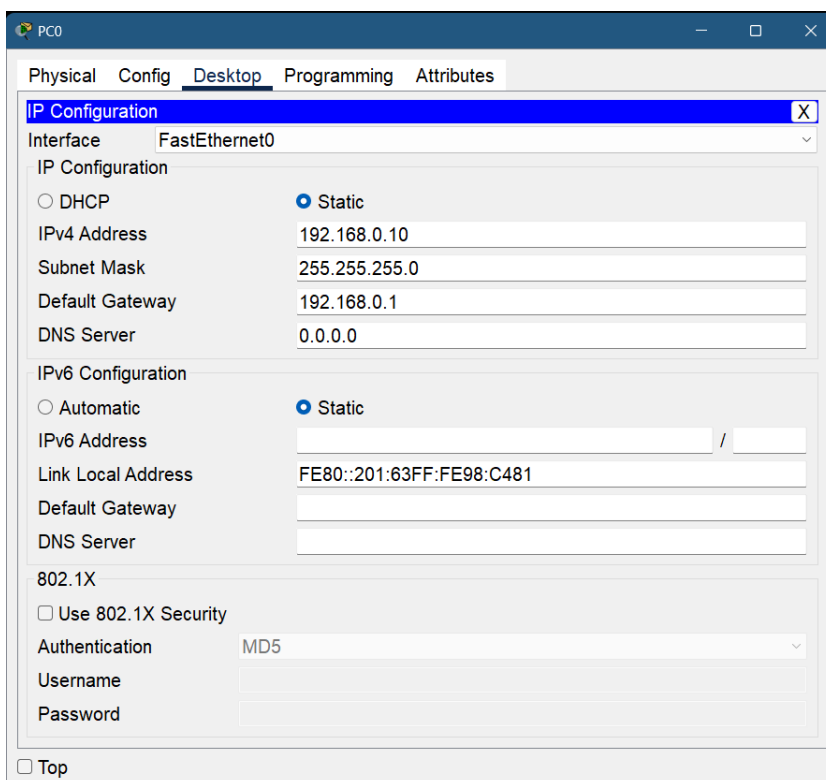 PC0
Physical Config Desktop Programming Attributes
IP Configuration X
Interface FastEthernet0
IP Configuration
DHCP Static
IPv4 Address 192.168.0.10
Subnet Mask 255.255.255.0
Default Gateway 192.168.0.1
DNS Server 0.0.0.0
IPv6 Configuration
Automatic Static
IPv6 Address /
Link Local Address FE80::201:63FF:FE98:C481
Default Gateway
DNS Server
802.1X
Use 802.1X Security
Authentication MD5
Username
Password
Top